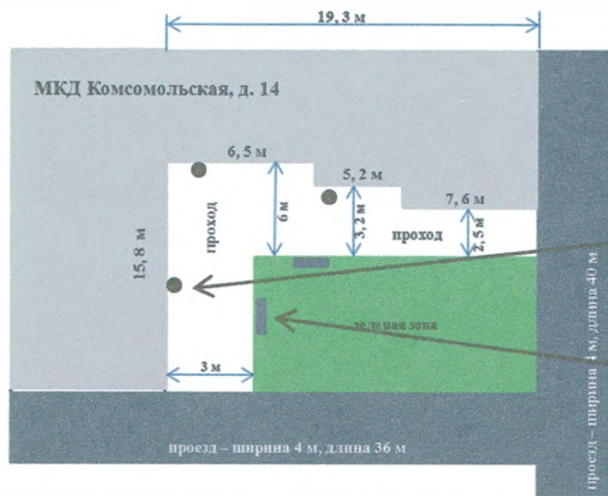 19,3 м
МКД Комсомольская, д. 14
6,5 м
5,2 м
7,6 м
6 м
3,2 м
2,5 м
проход
проход
15,8 м
зеленая зона
3 м
проезд – ширина 4 м, длина 36 м
проезд – ширина 4 м, длина 40 м